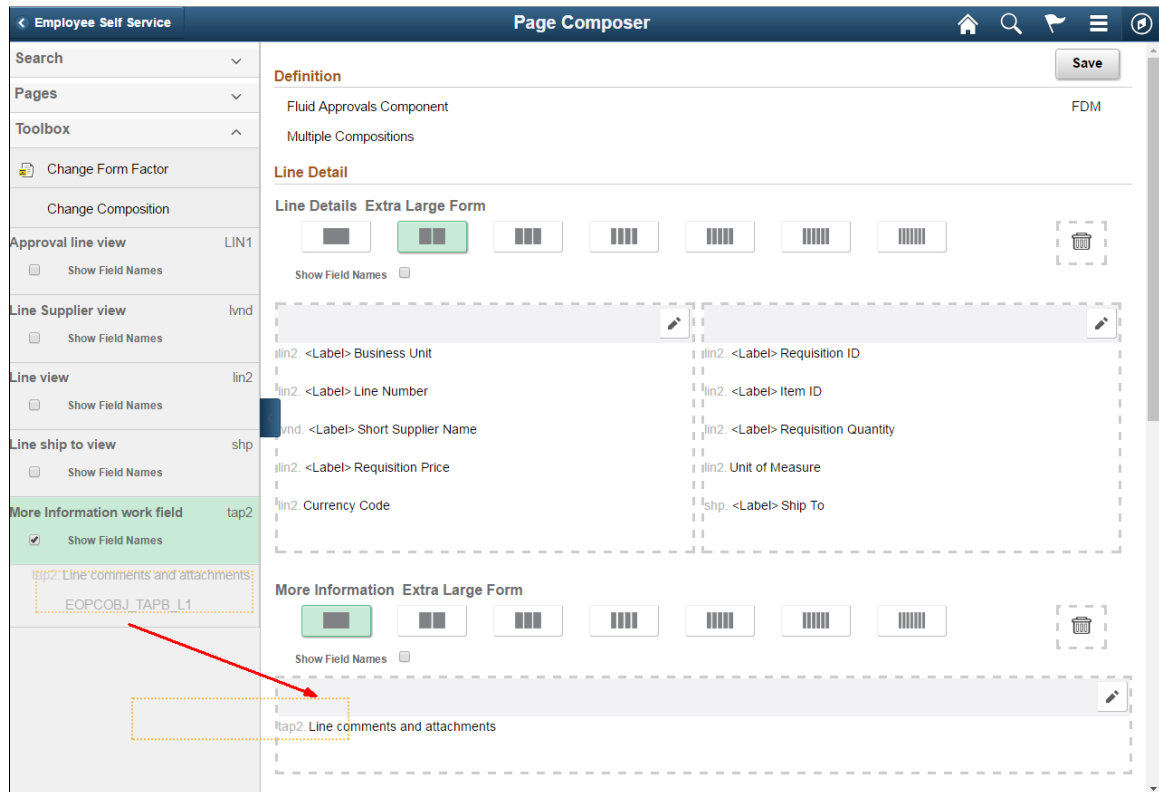 Employee Self Service
Page Composer
Search
Pages
Toolbox
Change Form Factor
Change Composition
Approval line view LIN1
Show Field Names
Line Supplier view lvnd
Show Field Names
Line view lin2
Show Field Names
Line ship to view shp
Show Field Names
More Information work field tap2
Show Field Names
tap2. Line comments and attachments
EOPCOBJ_TAPB_L1
Save
Definition
Fluid Approvals Component FDM
Multiple Compositions
Line Detail
Line Details Extra Large Form
Show Field Names
lin2. <Label> Business Unit
lin2. <Label> Line Number
lvnd. <Label> Short Supplier Name
lin2. <Label> Requisition Price
lin2. Currency Code
lin2. <Label> Requisition ID
lin2. <Label> Item ID
lin2. <Label> Requisition Quantity
lin2. Unit of Measure
shp. <Label> Ship To
More Information Extra Large Form
Show Field Names
tap2. Line comments and attachments